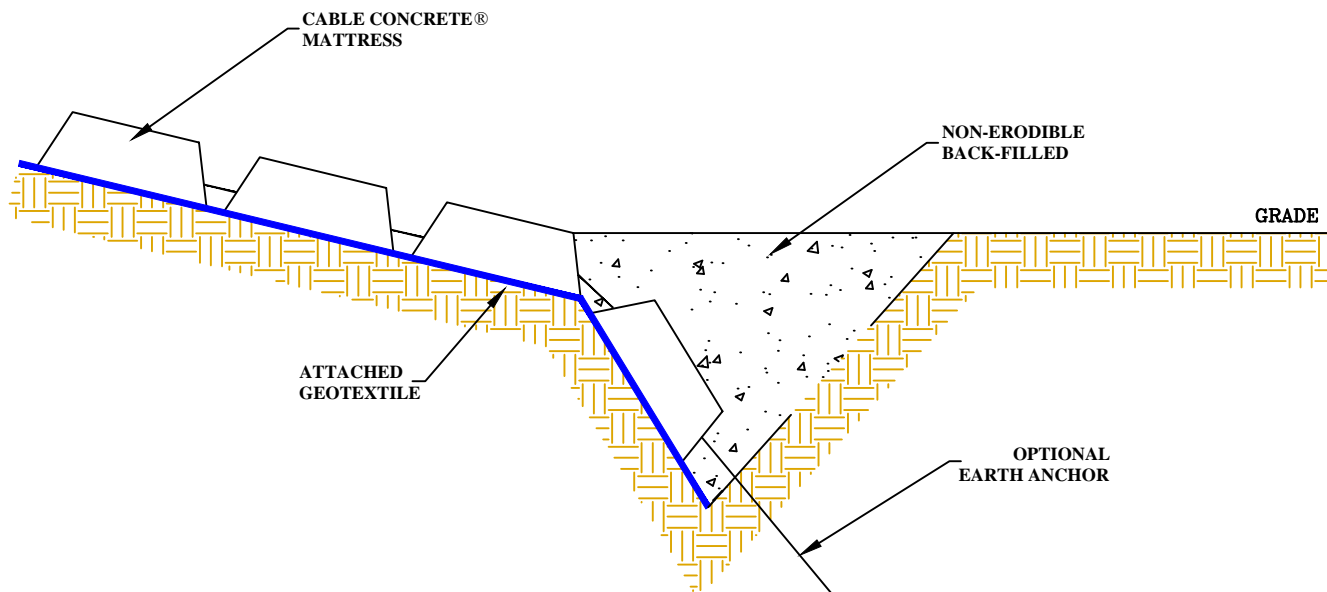 CABLE CONCRETE®
MATTRESS
NON-ERODIBLE
BACK-FILLED
GRADE
ATTACHED
GEOTEXTILE
OPTIONAL
EARTH ANCHOR